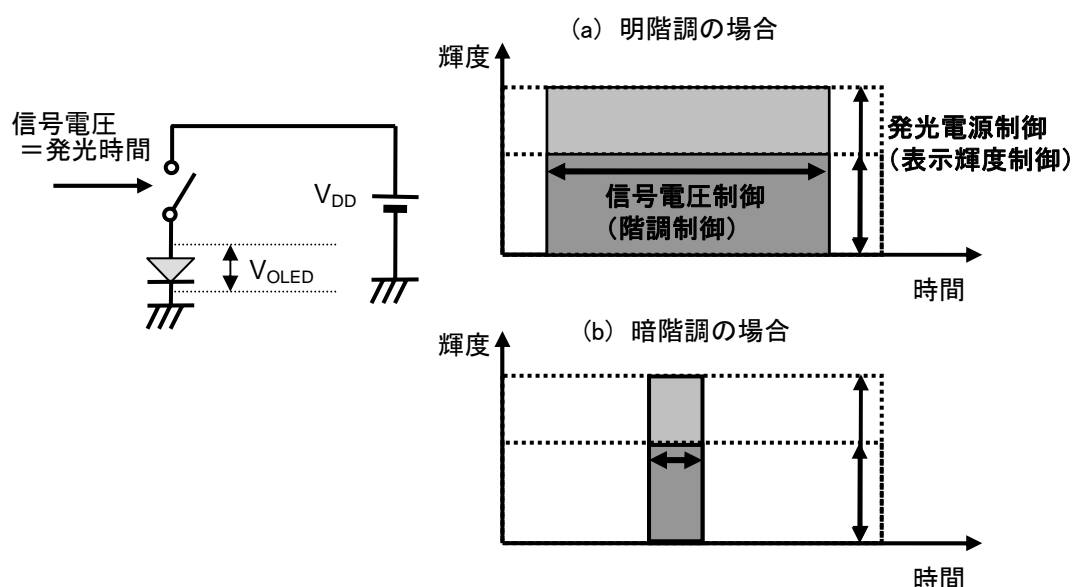 信号電圧
＝発光時間
V_DD
V_OLED
(a) 明階調の場合
輝度
発光電源制御
（表示輝度制御）
信号電圧制御
（階調制御）
時間
(b) 暗階調の場合
輝度
時間